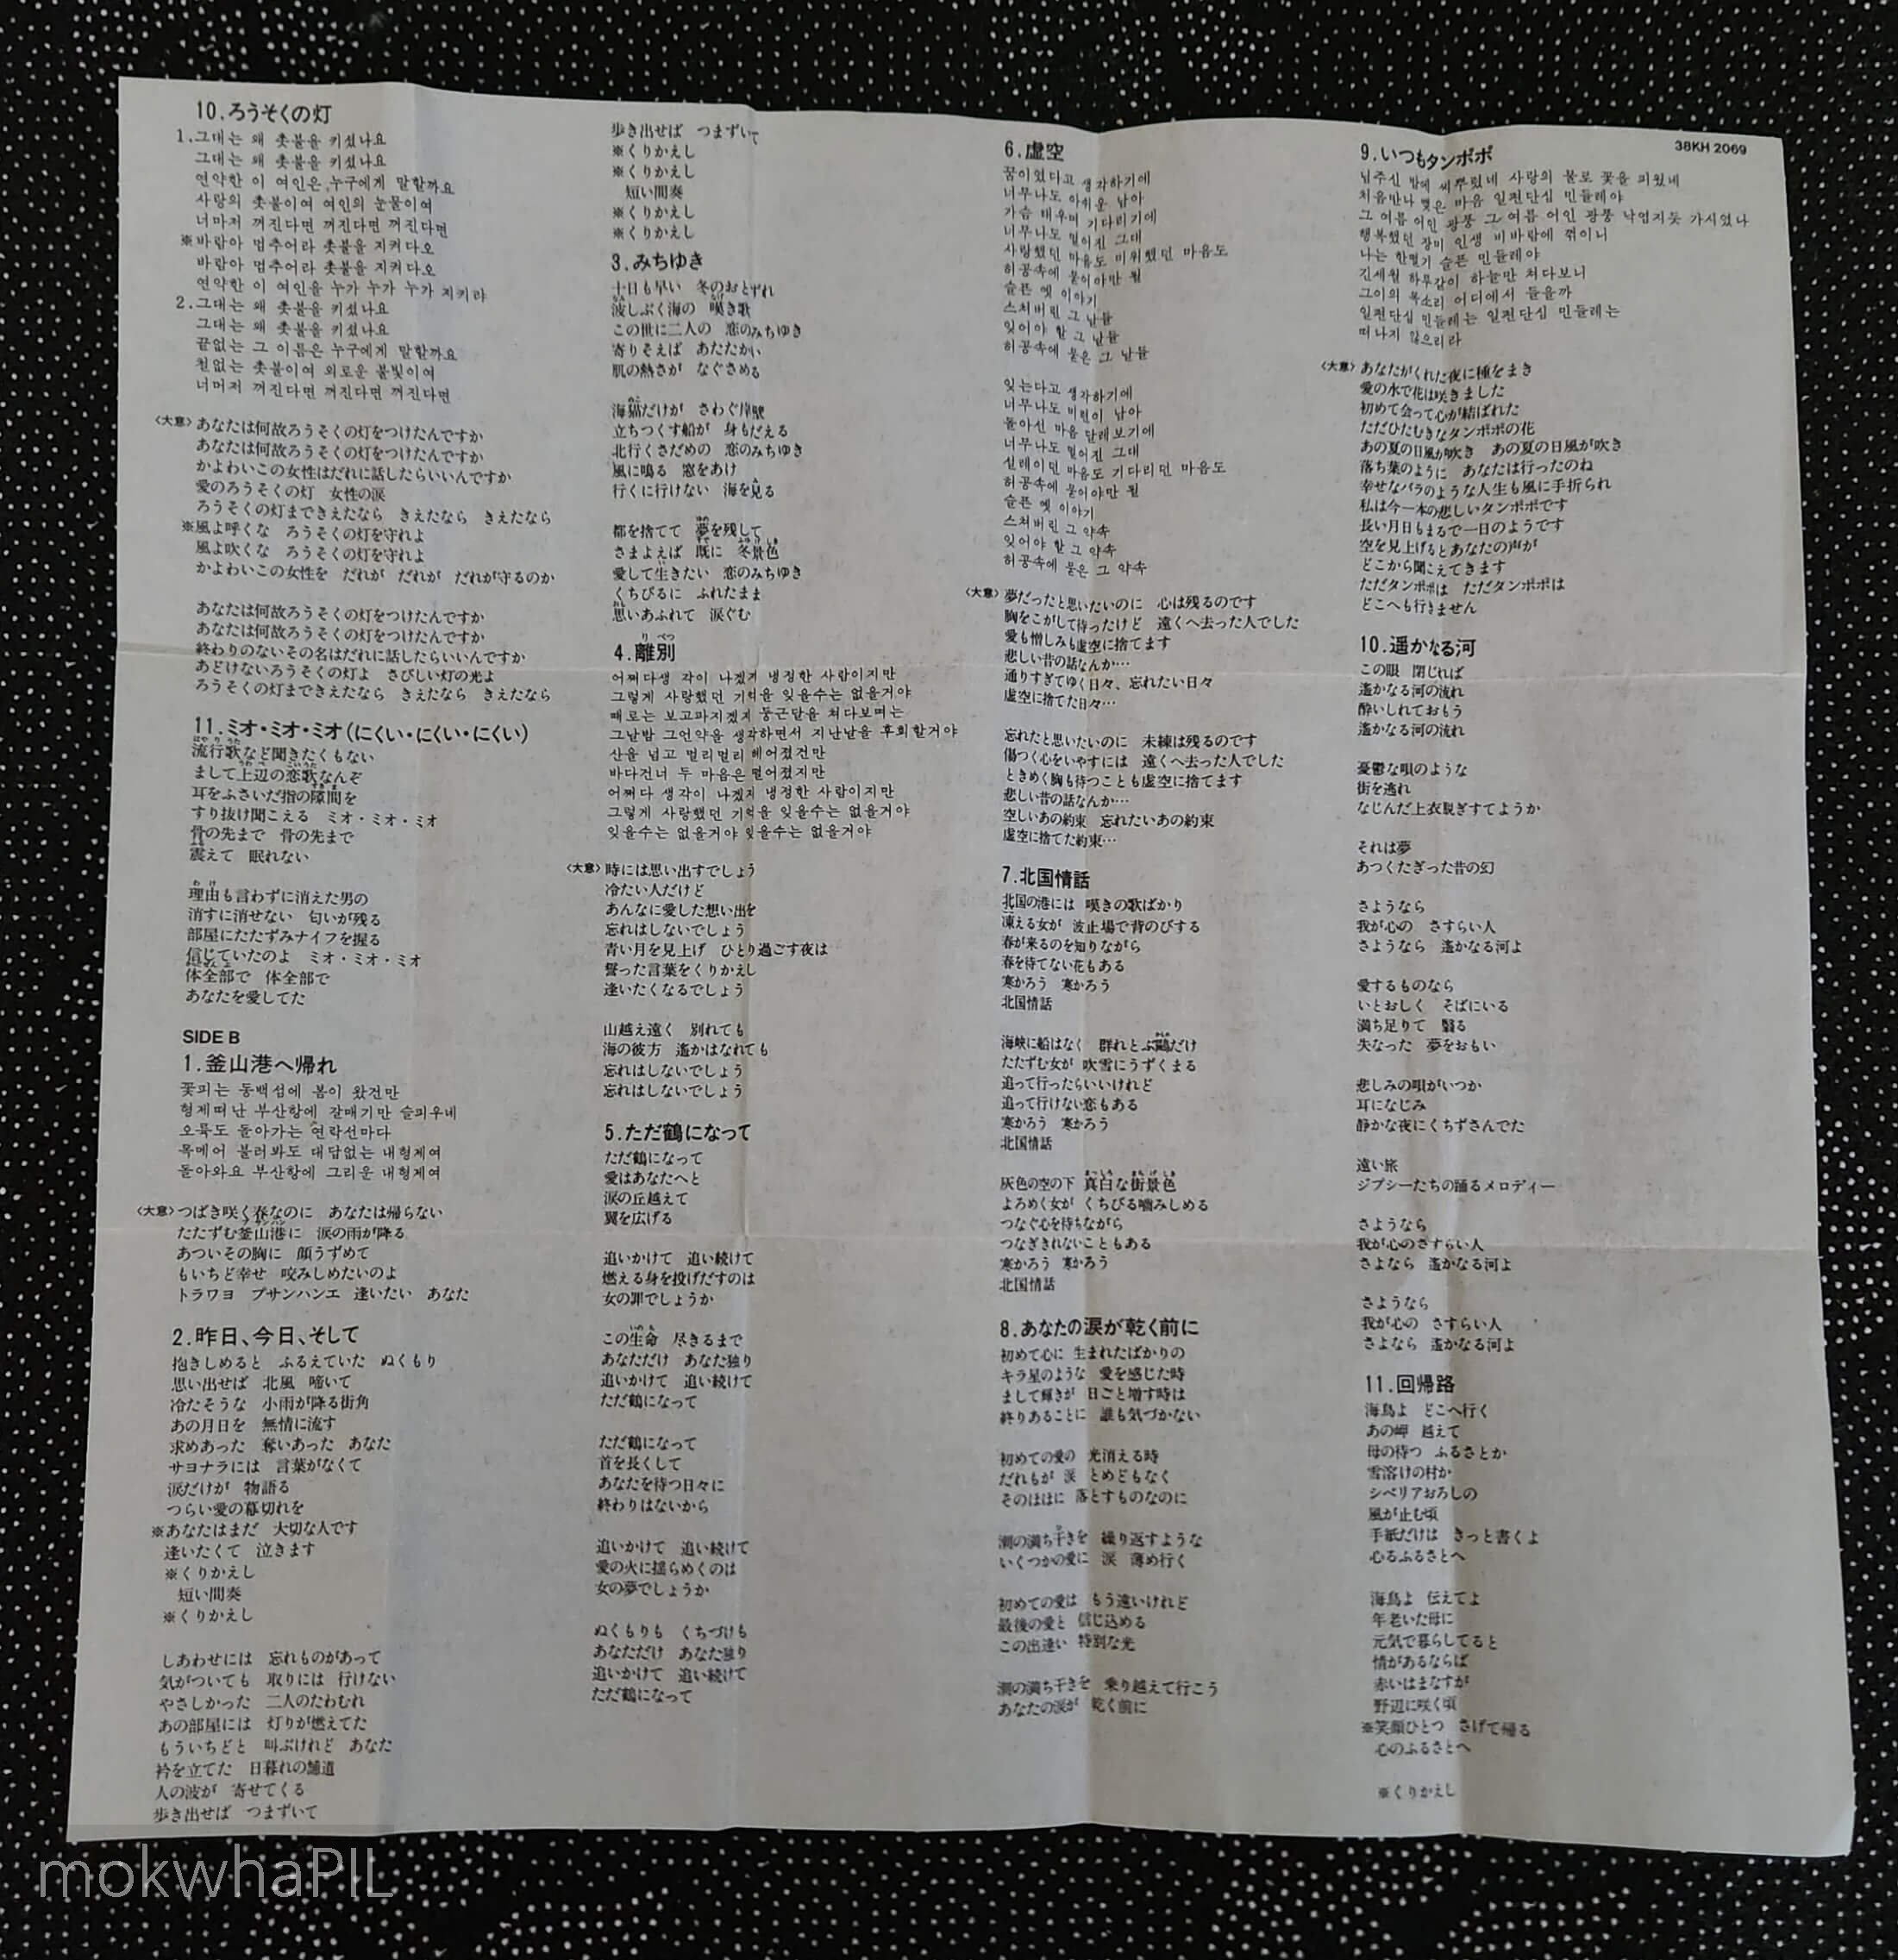 10.ろうそくの灯
1.그대는 왜 촛불을 키셨나요
그대는 왜 촛불을 키셨나요
연약한 이 여인은 누구에게 말할까요
사랑의 촛불이여 여인의 눈물이여
너마저 꺼진다면 꺼진다면 꺼진다면
※바람아 멈추어라 촛불을 지켜다오
바람아 멈추어라 촛불을 지켜다오
연약한 이 여인을 누가 누가 누가 지키랴
2.그대는 왜 촛불을 키셨나요
그대는 왜 촛불을 키셨나요
끝없는 그 이름은 누구에게 말할까요
철없는 촛불이여 외로운 불빛이여
너머저 꺼진다면 꺼진다면 꺼진다면
〈大意〉あなたは何故ろうそくの灯をつけたんですか
あなたは何故ろうそくの灯をつけたんですか
かよわいこの女性はだれに話したらいいんですか
愛のろうそくの灯 女性の涙
ろうそくの灯まできえたなら きえたなら きえたなら
※風よ呼くな ろうそくの灯を守れよ
風よ吹くな ろうそくの灯を守れよ
かよわいこの女性を だれが だれが だれが守るのか
あなたは何故ろうそくの灯をつけたんですか
あなたは何故ろうそくの灯をつけたんですか
終わりのないその名はだれに話したらいいんですか
あどけないろうそくの灯よ さびしい灯の光よ
ろうそくの灯まできえたなら きえたなら きえたなら
11.ミオ・ミオ・ミオ(にくい・にくい・にくい)
流行歌など聞きたくもない
まして上辺の恋歌なんぞ
耳をふさいだ指の隙間を
すり抜け聞こえる ミオ・ミオ・ミオ
骨の先まで 骨の先まで
震えて 眠れない
理由も言わずに消えた男の
消すに消せない 匂いが残る
部屋にたたずみナイフを握る
信じていたのよ ミオ・ミオ・ミオ
体全部で 体全部で
あなたを愛してた
SIDE B
1.釜山港へ帰れ
꽃피는 동백섬에 봄이 왔건만
형제떠난 부산항에 갈매기만 슬피우네
오륙도 돌아가는 연락선마다
목메어 불러봐도 대답없는 내형제여
돌아와요 부산항에 그리운 내형제여
〈大意〉つばき咲く春なのに あなたは帰らない
たたずむ釜山港に 涙の雨が降る
あついその胸に 顔うずめて
もいちど幸せ 咬みしめたいのよ
トラワヨ プサンハンエ 逢いたい あなた
2.昨日、今日、そして
抱きしめると ふるえていた ぬくもり
思い出せば 北風 啼いて
冷たそうな 小雨が降る街角
あの月日を 無情に流す
求めあった 奪いあった あなた
サヨナラには 言葉がなくて
涙だけが 物語る
つらい愛の幕切れを
※あなたはまだ 大切な人です
逢いたくて 泣きます
※くりかえし
短い間奏
※くりかえし
しあわせには 忘れものがあって
気がついても 取りには 行けない
やさしかった 二人のたわむれ
あの部屋には 灯りが燃えてた
もういちどと 叫ぶけれど あなた
衿を立てた 日暮れの舗道
人の波が 寄せてくる
歩き出せば つまずいて
歩き出せば つまずいて
※くりかえし
※くりかえし
短い間奏
※くりかえし
※くりかえし
3.みちゆき
十日も早い 冬のおとずれ
波しぶく海の 嘆き歌
この世に二人の 恋のみちゆき
寄りそえば あたたかい
肌の熱さが なぐさめる
海猫だけが さわぐ岸壁
立ちつくす船が 身もだえる
北行くさだめの 恋のみちゆき
風に鳴る 窓をあけ
行くに行けない 海を見る
都を捨てて 夢を残して
さまよえば 既に 冬景色
愛して生きたい 恋のみちゆき
くちびるに ふれたまま
思いあふれて 涙ぐむ
4.離別
어쩌다생 각이 나겠지 냉정한 사람이지만
그렇게 사랑했던 기억을 잊을수는 없을거야
때로는 보고파지겠지 둥근달을 쳐다보며는
그날밤 그언약을 생각하면서 지난날을 후회할거야
산을 넘고 멀리멀리 헤어졌건만
바다건너 두 마음은 멀어졌지만
어쩌다 생각이 나겠지 냉정한 사람이지만
그렇게 사랑했던 기억을 잊을수는 없을거야
잊을수는 없을거야 잊을수는 없을거야
〈大意〉時には思い出すでしょう
冷たい人だけど
あんなに愛した想い出を
忘れはしないでしょう
青い月を見上げ ひとり過ごす夜は
誓った言葉をくりかえし
逢いたくなるでしょう
山越え遠く 別れても
海の彼方 遙かはなれても
忘れはしないでしょう
忘れはしないでしょう
5.ただ鶴になって
ただ鶴になって
愛はあなたへと
涙の丘越えて
翼を広げる
追いかけて 追い続けて
燃える身を投げだすのは
女の罪でしょうか
この生命 尽きるまで
あなただけ あなた独り
追いかけて 追い続けて
ただ鶴になって
ただ鶴になって
首を長くして
あなたを待つ日々に
終わりはないから
追いかけて 追い続けて
愛の火に揺らめくのは
女の夢でしょうか
ぬくもりも くちづけも
あなただけ あなた独り
追いかけて 追い続けて
ただ鶴になって
6.虚空
꿈이었다고 생각하기에
너무나도 아쉬움 남아
가슴 태우며 기다리기에
너무나도 멀어진 그대
사랑했던 마음도 미워했던 마음도
허공속에 묻어야만 될
슬픈 옛 이야기
스쳐버린 그 날들
잊어야 할 그 날들
허공속에 묻은 그 날들
잊는다고 생각하기에
너무나도 미련이 남아
돌아선 마음 달래보기에
너무나도 멀어진 그대
설레이던 마음도 기다리던 마음도
허공속에 묻어야만 될
슬픈 옛 이야기
스쳐버린 그 약속
잊어야 할 그 약속
허공속에 묻은 그 약속
〈大意〉夢だったと思いたいのに 心は残るのです
胸をこがして待ったけど 遠くへ去った人でした
愛も憎しみも虚空に捨てます
悲しい昔の話なんか…
通りすぎてゆく日々、忘れたい日々
虚空に捨てた日々…
忘れたと思いたいのに 未練は残るのです
傷つく心をいやすには 遠くへ去った人でした
ときめく胸も待つことも虚空に捨てます
悲しい昔の話なんか…
空しいあの約束 忘れたいあの約束
虚空に捨てた約束…
7.北国情話
北国の港には 嘆きの歌ばかり
凍える女が 波止場で背のびする
春が来るのを知りながら
春を待てない花もある
寒かろう 寒かろう
北国情話
海峡に船はなく 群れとぶ鷗だけ
たたずむ女が 吹雪にうずくまる
追って行ったらいいけれど
追って行けない恋もある
寒かろう 寒かろう
北国情話
灰色の空の下 真白な街景色
よろめく女が くちびる噛みしめる
つなぐ心を待ちながら
つなぎきれないこともある
寒かろう 寒かろう
北国情話
8.あなたの涙が乾く前に
初めて心に 生まれたばかりの
キラ星のような 愛を感じた時
まして輝きが 日ごと増す時は
終りあることに 誰も気づかない
初めての愛の 光消える時
だれもが 涙 とめどもなく
そのほほに 落とすものなのに
潮の満ち干きを 繰り返すような
いくつかの愛に 涙 薄め行く
初めての愛は もう遠いけれど
最後の愛と 信じ込める
この出逢い 特別な光
潮の満ち干きを 乗り越えて行こう
あなたの涙が 乾く前に
38KH 2069
9.いつもタンポポ
님주신 밤에 씨뿌렸네 사랑의 물로 꽃을 피웠네
처음만나 맺은 마음 일편단심 민들레야
그 여름 어인 광풍 그 여름 어인 광풍 낙엽지듯 가시었나
행복했던 장미 인생 비바람에 꺾이니
나는 한떨기 슬픈 민들레야
긴세월 하루같이 하늘만 쳐다보니
그이의 목소리 어디에서 들을까
일편단심 민들레는 일편단심 민들레는
떠나지 않으리라
〈大意〉あなたがくれた夜に種をまき
愛の水で花は咲きました
初めて会って心が結ばれた
ただひたむきなタンポポの花
あの夏の日風が吹き あの夏の日風が吹き
落ち葉のように あなたは行ったのね
幸せなバラのような人生も風に手折られ
私は今一本の悲しいタンポポです
長い月日もまるで一日のようです
空を見上げるとあなたの声が
どこから聞こえてきます
ただタンポポは ただタンポポは
どこへも行きません
10.遥かなる河
この眼 閉じれば
遙かなる河の流れ
酔いしれておもう
遙かなる河の流れ
憂鬱な唄のような
街を逃れ
なじんだ上衣脱ぎすてようか
それは夢
あつくたぎった昔の幻
さようなら
我が心の さすらい人
さようなら 遙かなる河よ
愛するものなら
いとおしく そばにいる
満ち足りて 翳る
失なった 夢をおもい
悲しみの唄がいつか
耳になじみ
静かな夜にくちずさんでた
遠い旅
ジプシーたちの踊るメロディー
さようなら
我が心のさすらい人
さよなら 遙かなる河よ
さようなら
我が心の さすらい人
さよなら 遙かなる河よ
11.回帰路
海鳥よ どこへ行く
あの岬 越えて
母の待つ ふるさとか
雪溶けの村か
シベリアおろしの
風が止む頃
手紙だけは きっと書くよ
心るふるさとへ
海鳥よ 伝えてよ
年老いた母に
元気で暮らしてると
情があるならば
赤いはまなすが
野辺に咲く頃
※笑顔ひとつ さげて帰る
心のふるさとへ
※くりかえし
mokwhaPIL